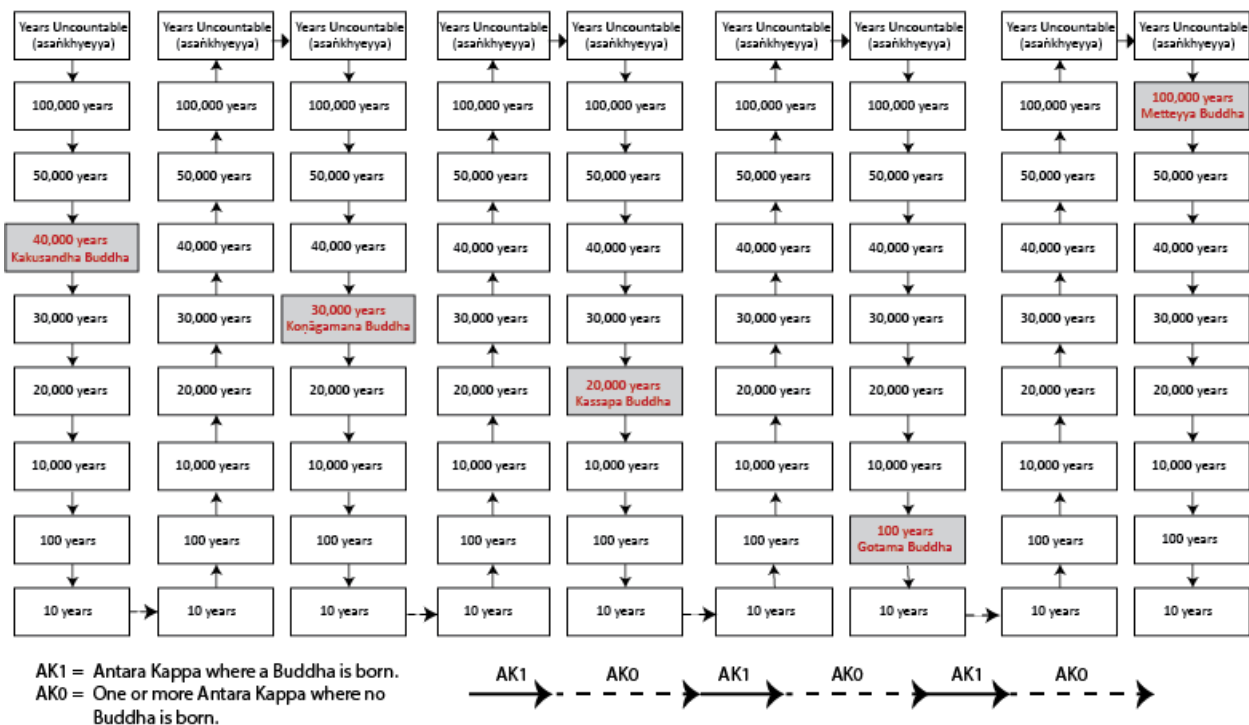 Years Uncountable
(asaṅkhyeyya)
100,000 years
50,000 years
40,000 years
Kakusandha Buddha
30,000 years
20,000 years
10,000 years
100 years
10 years
Years Uncountable
(asaṅkhyeyya)
100,000 years
50,000 years
40,000 years
30,000 years
20,000 years
10,000 years
100 years
10 years
Years Uncountable
(asaṅkhyeyya)
100,000 years
50,000 years
40,000 years
30,000 years
Koṇāgamana Buddha
20,000 years
10,000 years
100 years
10 years
Years Uncountable
(asaṅkhyeyya)
100,000 years
50,000 years
40,000 years
30,000 years
20,000 years
10,000 years
100 years
10 years
Years Uncountable
(asaṅkhyeyya)
100,000 years
50,000 years
40,000 years
30,000 years
20,000 years
Kassapa Buddha
10,000 years
100 years
10 years
Years Uncountable
(asaṅkhyeyya)
100,000 years
50,000 years
40,000 years
30,000 years
20,000 years
10,000 years
100 years
10 years
Years Uncountable
(asaṅkhyeyya)
100,000 years
50,000 years
40,000 years
30,000 years
20,000 years
10,000 years
100 years
Gotama Buddha
10 years
Years Uncountable
(asaṅkhyeyya)
100,000 years
50,000 years
40,000 years
30,000 years
20,000 years
10,000 years
100 years
10 years
Years Uncountable
(asaṅkhyeyya)
100,000 years
Metteyya Buddha
50,000 years
40,000 years
30,000 years
20,000 years
10,000 years
100 years
10 years
AK1 = Antara Kappa where a Buddha is born.
AK0 = One or more Antara Kappa where no
Buddha is born.
AK1 AK0 AK1 AK0 AK1 AK0